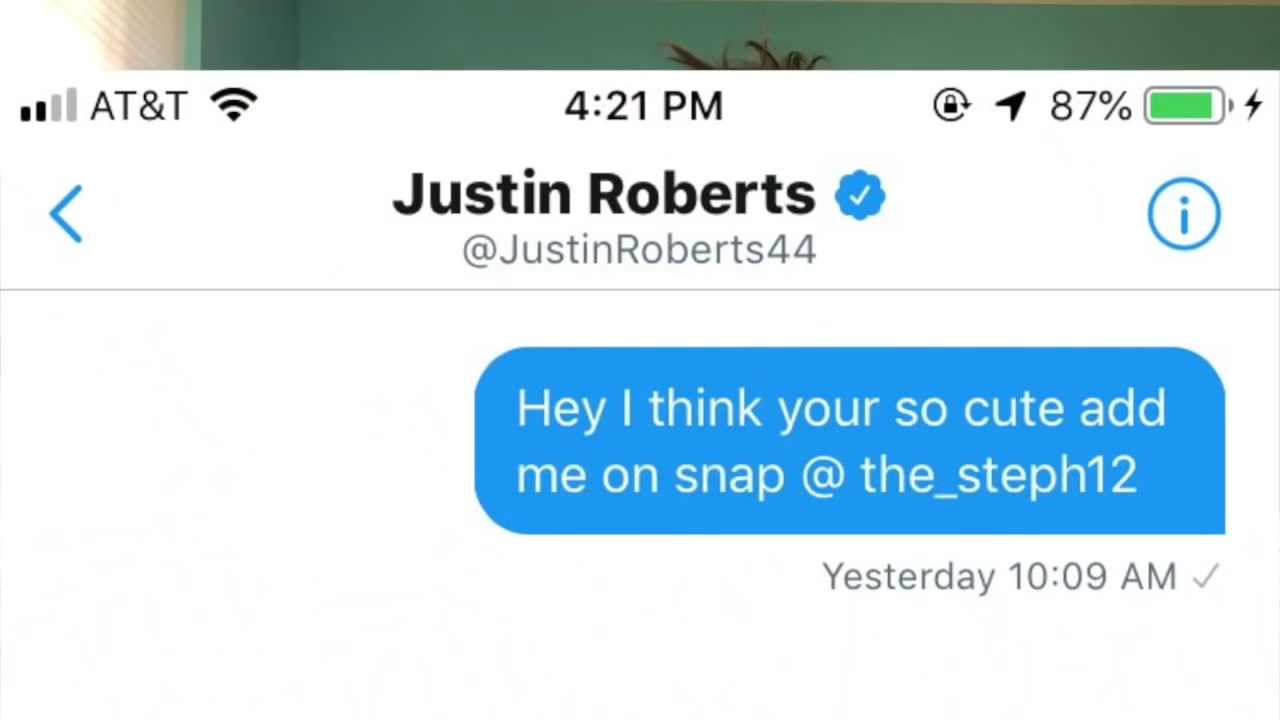 AT&T 4:21 PM 87%
Justin Roberts
@JustinRoberts44
Hey I think your so cute add
me on snap @ the_steph12
Yesterday 10:09 AM